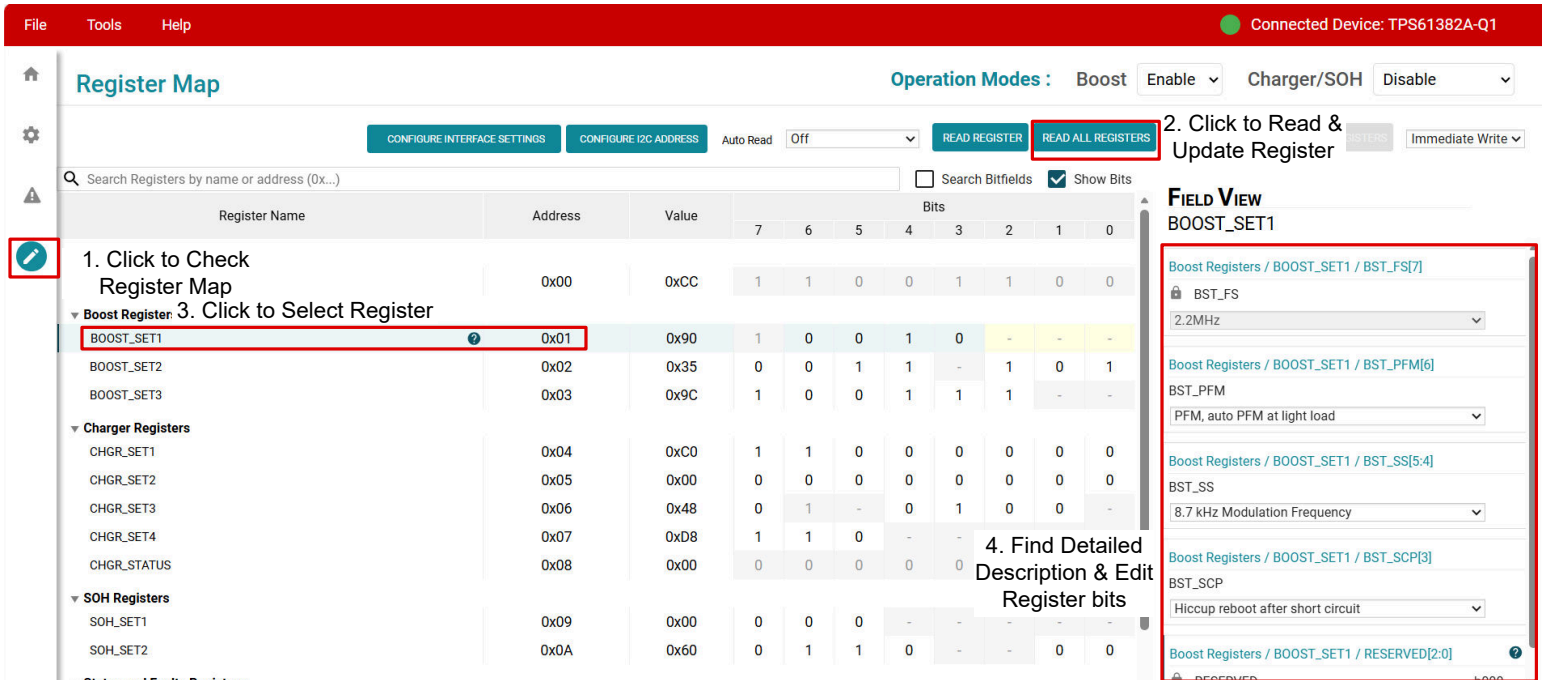 File Tools Help Connected Device: TPS61382A-Q1
Register Map Operation Modes : Boost Enable Charger/SOH Disable
CONFIGURE INTERFACE SETTINGS CONFIGURE I2C ADDRESS Auto Read Off READ REGISTER READ ALL REGISTERS Immediate Write
2. Click to Read &
Update Register
Search Registers by name or address (0x...) Search Bitfields Show Bits
Register Name Address Value Bits
7 6 5 4 3 2 1 0
1. Click to Check
Register Map
0x00 0xCC 1 1 0 0 1 1 0 0
Boost Register 3. Click to Select Register
BOOST_SET1 ? 0x01 0x90 1 0 0 1 0 - - -
BOOST_SET2 0x02 0x35 0 0 1 1 - 1 0 1
BOOST_SET3 0x03 0x9C 1 0 0 1 1 1 - -
Charger Registers
CHGR_SET1 0x04 0xC0 1 1 0 0 0 0 0 0
CHGR_SET2 0x05 0x00 0 0 0 0 0 0 0 0
CHGR_SET3 0x06 0x48 0 1 - 0 1 0 0 -
CHGR_SET4 0x07 0xD8 1 1 0 - -
CHGR_STATUS 0x08 0x00 0 0 0 0 0
4. Find Detailed
Description & Edit
Register bits
SOH Registers
SOH_SET1 0x09 0x00 0 0 0 - - - - -
SOH_SET2 0x0A 0x60 0 1 1 0 - - 0 0
FIELD VIEW
BOOST_SET1
Boost Registers / BOOST_SET1 / BST_FS[7]
BST_FS
2.2MHz
Boost Registers / BOOST_SET1 / BST_PFM[6]
BST_PFM
PFM, auto PFM at light load
Boost Registers / BOOST_SET1 / BST_SS[5:4]
BST_SS
8.7 kHz Modulation Frequency
Boost Registers / BOOST_SET1 / BST_SCP[3]
BST_SCP
Hiccup reboot after short circuit
Boost Registers / BOOST_SET1 / RESERVED[2:0] ?